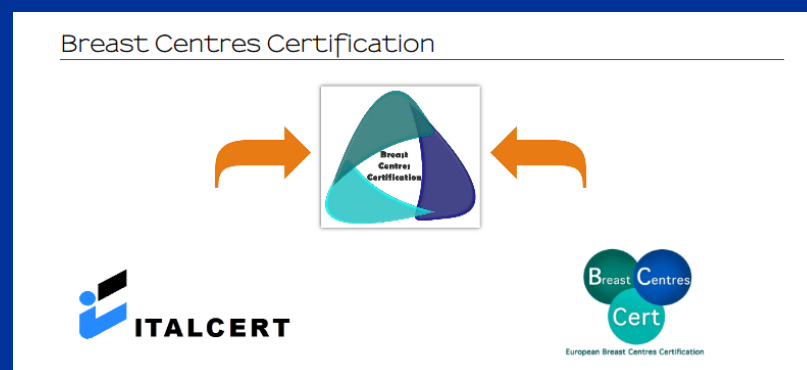 Breast Centres Certification
Breast
Centres
Certification
ITALCERT
Breast Centres
Cert
European Breast Centres Certification